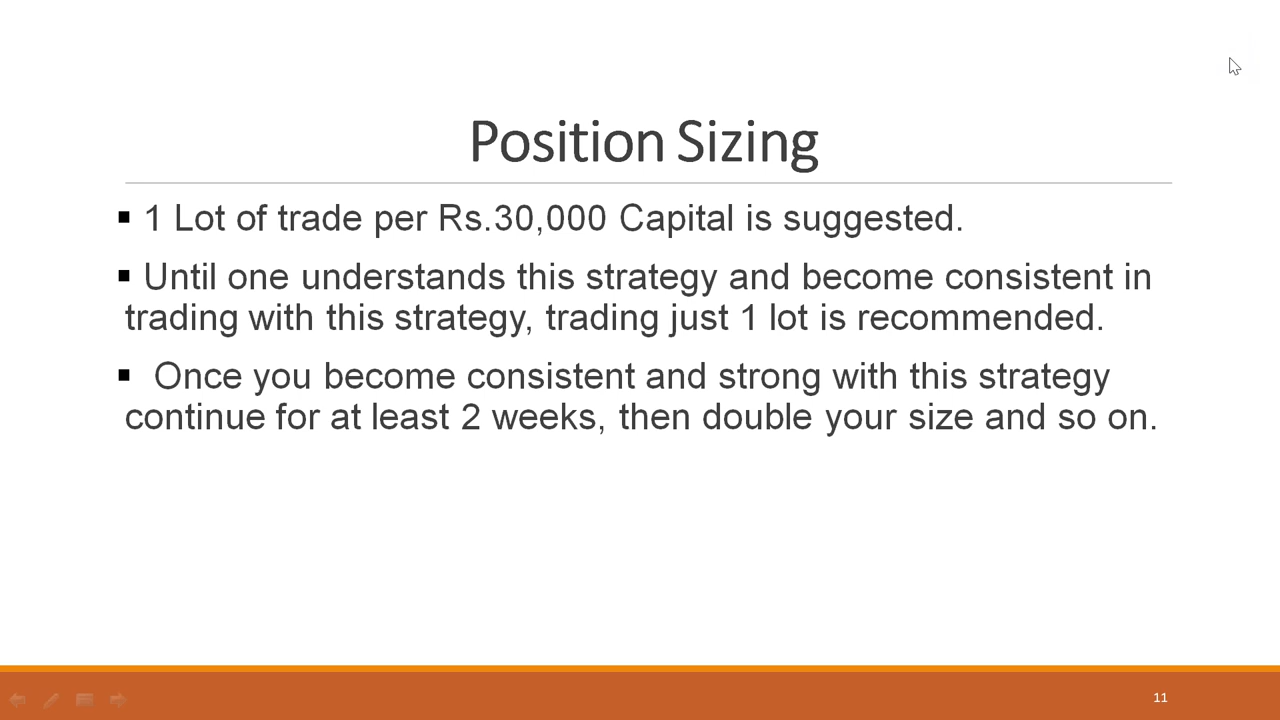 Position Sizing
▪ 1 Lot of trade per Rs.30,000 Capital is suggested.
▪ Until one understands this strategy and become consistent in
trading with this strategy, trading just 1 lot is recommended.
▪ Once you become consistent and strong with this strategy
continue for at least 2 weeks, then double your size and so on.
11